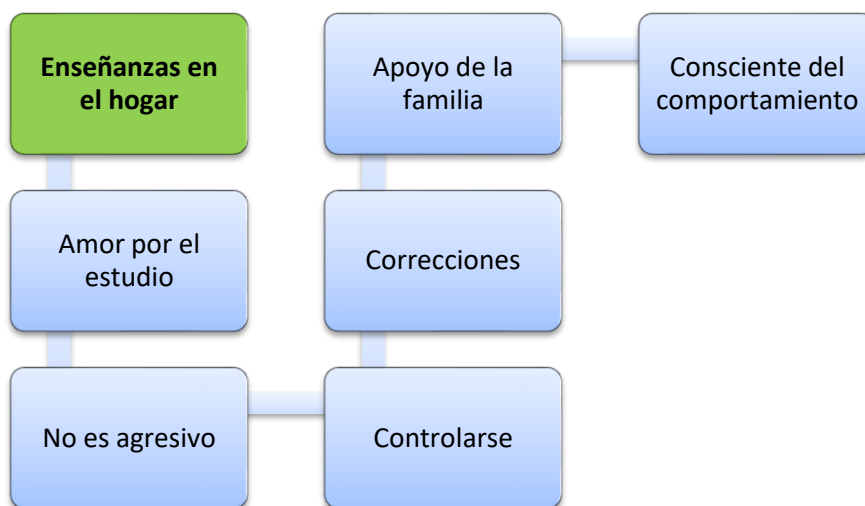 Enseñanzas en
el hogar
Amor por el
estudio
No es agresivo
Controlarse
Correcciones
Apoyo de la
familia
Consciente del
comportamiento